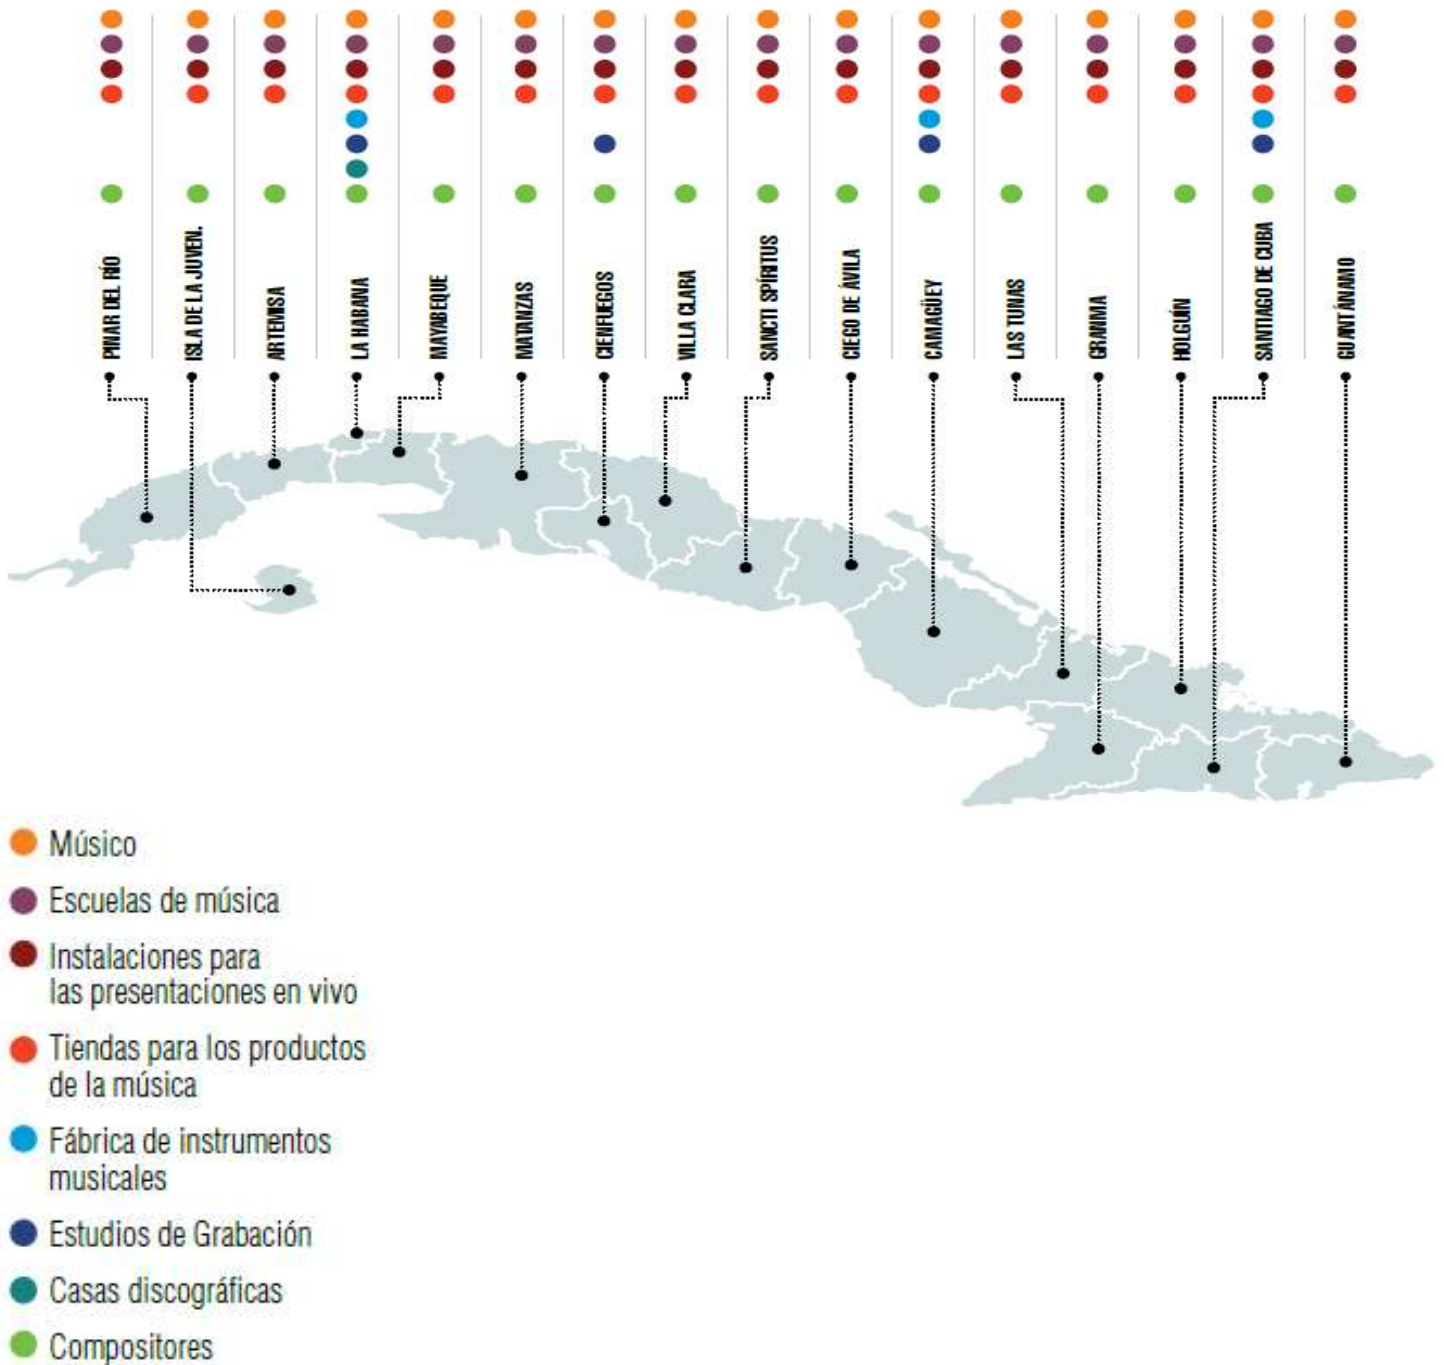 PINAR DEL RÍO
ISLA DE LA JUVEN.
ARTEMISA
LA HABANA
MAYABEQUE
MATANZAS
CIENFUEGOS
VILLA CLARA
SANCTI SPÍRITUS
CIEGO DE ÁVILA
CAMAGÜEY
LAS TUNAS
GRANMA
HOLGUÍN
SANTIAGO DE CUBA
GUANTÁNAMO
Músico
Escuelas de música
Instalaciones para
las presentaciones en vivo
Tiendas para los productos
de la música
Fábrica de instrumentos
musicales
Estudios de Grabación
Casas discográficas
Compositores